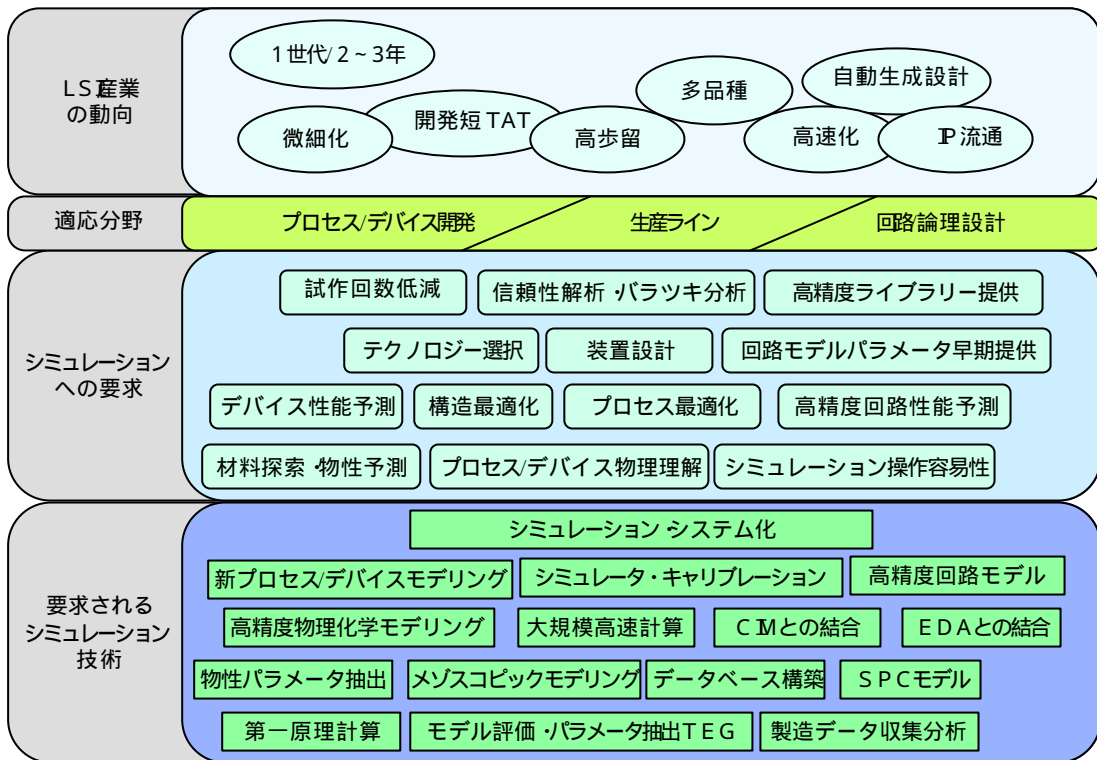 LSI産業
の動向
1世代/2~3年
微細化
開発短TAT
高歩留
多品種
自動生成設計
高速化
IP流通
適応分野
プロセス/デバイス開発
生産ライン
回路/論理設計
シミュレーション
への要求
試作回数低減
信頼性解析・バラツキ分析
高精度ライブラリー提供
テクノロジー選択
装置設計
回路モデルパラメータ早期提供
デバイス性能予測
構造最適化
プロセス最適化
高精度回路性能予測
材料探索・物性予測
プロセス/デバイス物理理解
シミュレーション操作容易性
要求される
シミュレーション
技術
シミュレーション・システム化
新プロセス/デバイスモデリング
シミュレータ・キャリブレーション
高精度回路モデル
高精度物理化学モデリング
大規模高速計算
CIMとの結合
EDAとの結合
物性パラメータ抽出
メゾスコピックモデリング
データベース構築
SPCモデル
第一原理計算
モデル評価・パラメータ抽出TEG
製造データ収集分析